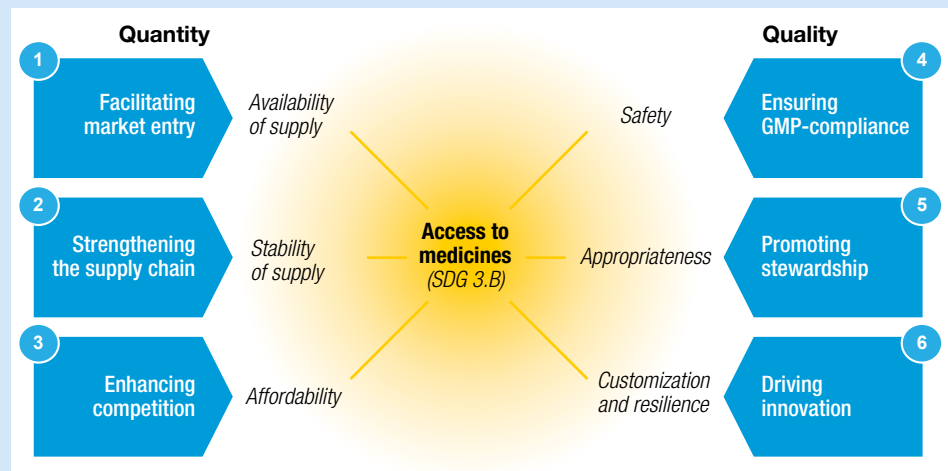 Quantity
1
Facilitating
market entry
Availability
of supply
2
Strengthening
the supply chain
Stability
of supply
3
Enhancing
competition
Affordability
Access to
medicines
(SDG 3.B)
Quality
4
Safety
Ensuring
GMP-compliance
5
Appropriateness
Promoting
stewardship
6
Customization
and resilience
Driving
innovation